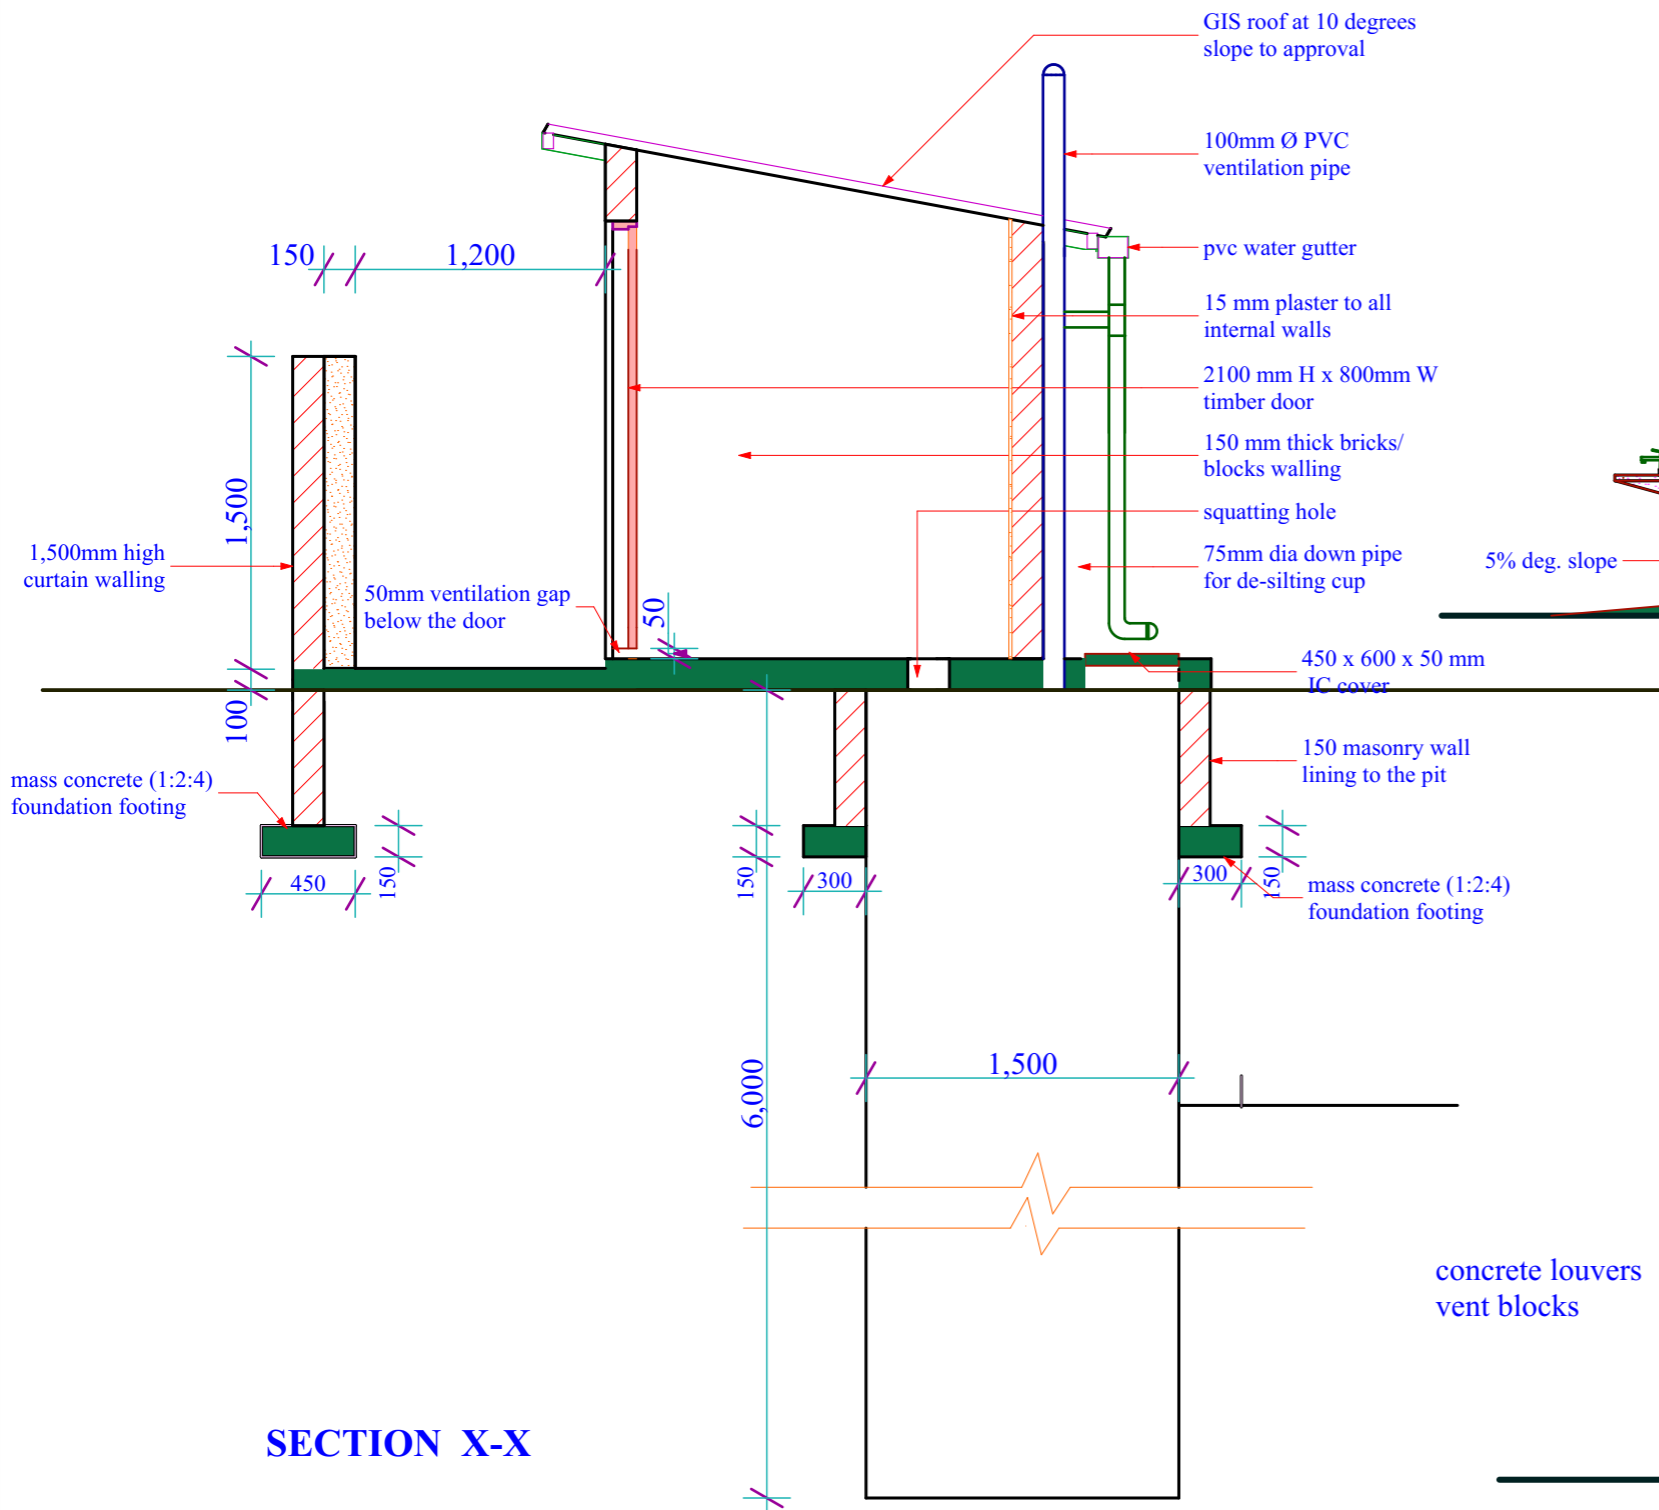 GIS roof at 10 degrees
slope to approval
100mm Ø PVC
ventilation pipe
150
1,200
pvc water gutter
15 mm plaster to all
internal walls
2100 mm H x 800mm W
timber door
150 mm thick bricks/
blocks walling
1,500
squatting hole
1,500mm high
curtain walling
75mm dia down pipe
for de-silting cup
5% deg. slope
50mm ventilation gap
below the door
50
450 x 600 x 50 mm
IC cover
100
150 masonry wall
lining to the pit
mass concrete (1:2:4)
foundation footing
450
150
150
300
300
150
mass concrete (1:2:4)
foundation footing
1,500
6,000
concrete louvers
vent blocks
SECTION X-X